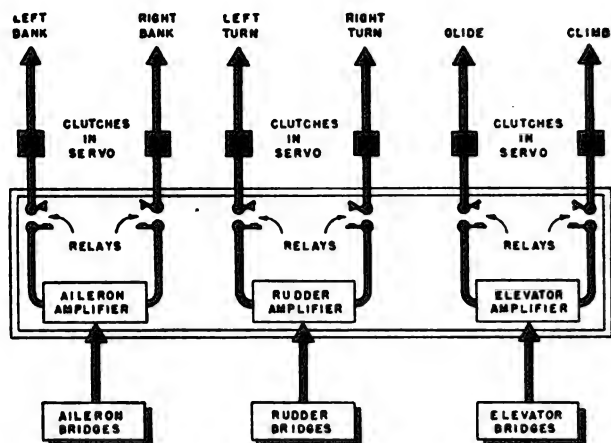 LEFT BANK
RIGHT BANK
LEFT TURN
RIGHT TURN
GLIDE
CLIMB
CLUTCHES IN SERVO
CLUTCHES IN SERVO
CLUTCHES IN SERVO
RELAYS
RELAYS
RELAYS
AILERON AMPLIFIER
RUDDER AMPLIFIER
ELEVATOR AMPLIFIER
AILERON BRIDGES
RUDDER BRIDGES
ELEVATOR BRIDGES